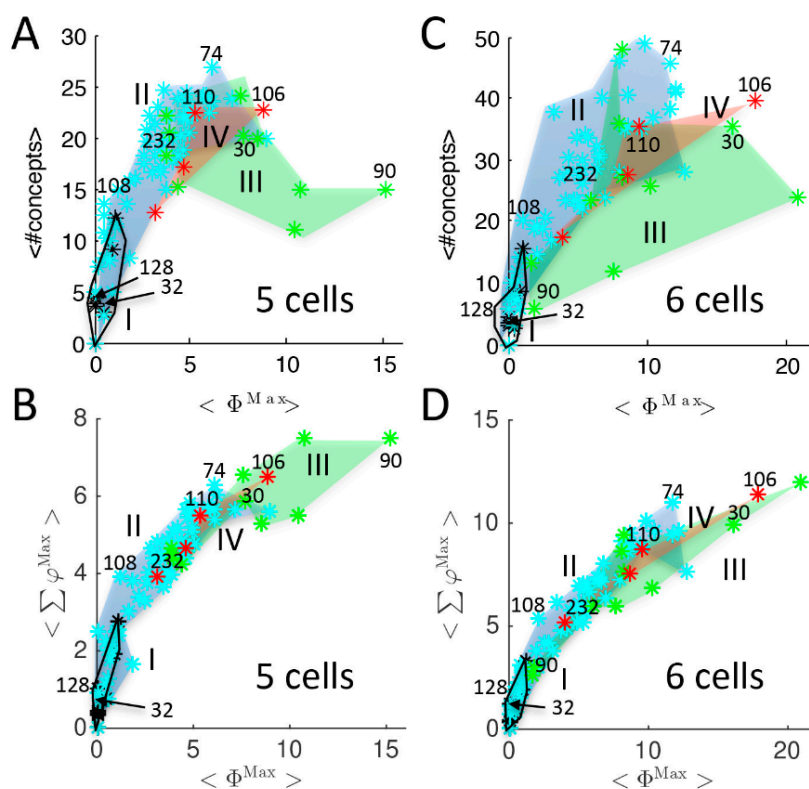 A
<#concepts>
30
25
20
15
10
5
0
0
5
10
15
74
II
110
106
232
IV
30
108
III
90
128
32
I
5 cells
< Φ^Max >
C
<#concepts>
50
40
30
20
10
0
0
10
20
74
II
106
IV
110
30
232
108
III
90
128
32
I
6 cells
< Φ^Max >
B
< ∑ φ^Max >
8
6
4
2
0
0
5
10
15
74
106
III
90
110
30
II
IV
108
232
I
128
32
5 cells
< Φ^Max >
D
< ∑ φ^Max >
15
10
5
0
0
10
20
74
106
IV
30
110
II
III
108
232
90
I
128
32
6 cells
< Φ^Max >